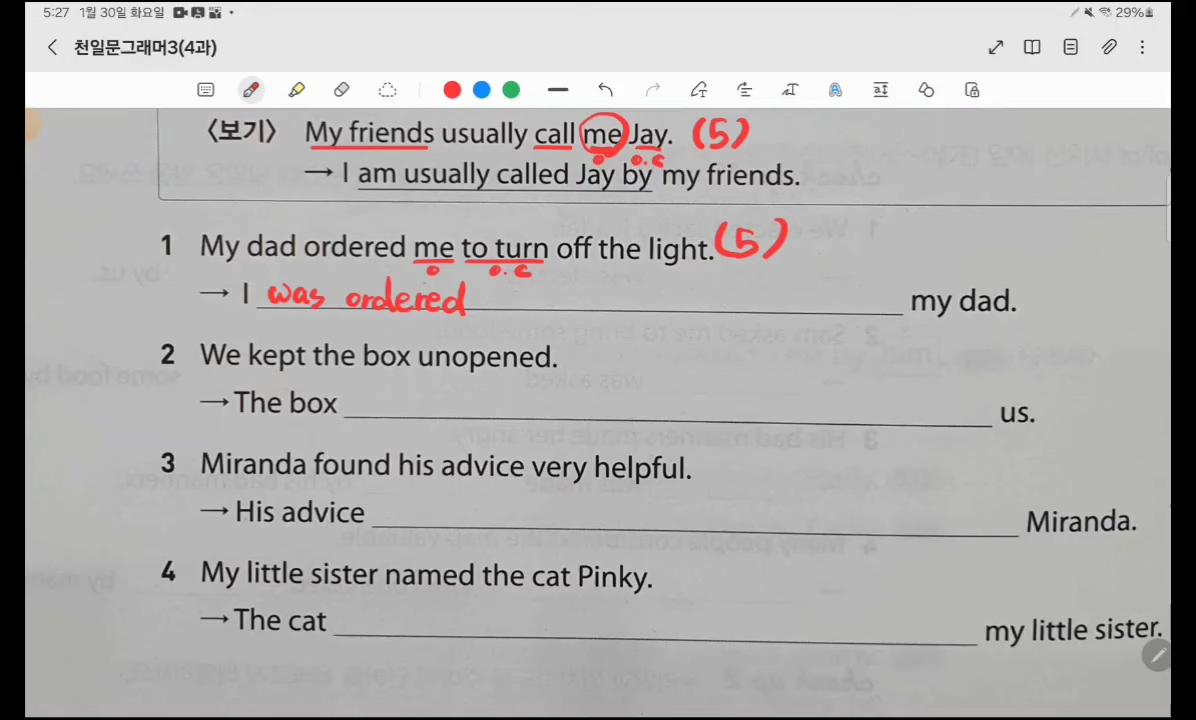 5:27 1월 30일 화요일 29%
천일문그래머3(4과)
〈보기〉 My friends usually call me Jay. (5)
o o.c
→ I am usually called Jay by my friends.
1 My dad ordered me to turn off the light. (5)
o o.c
→ I was ordered my dad.
2 We kept the box unopened.
→ The box us.
3 Miranda found his advice very helpful.
→ His advice Miranda.
4 My little sister named the cat Pinky.
→ The cat my little sister.